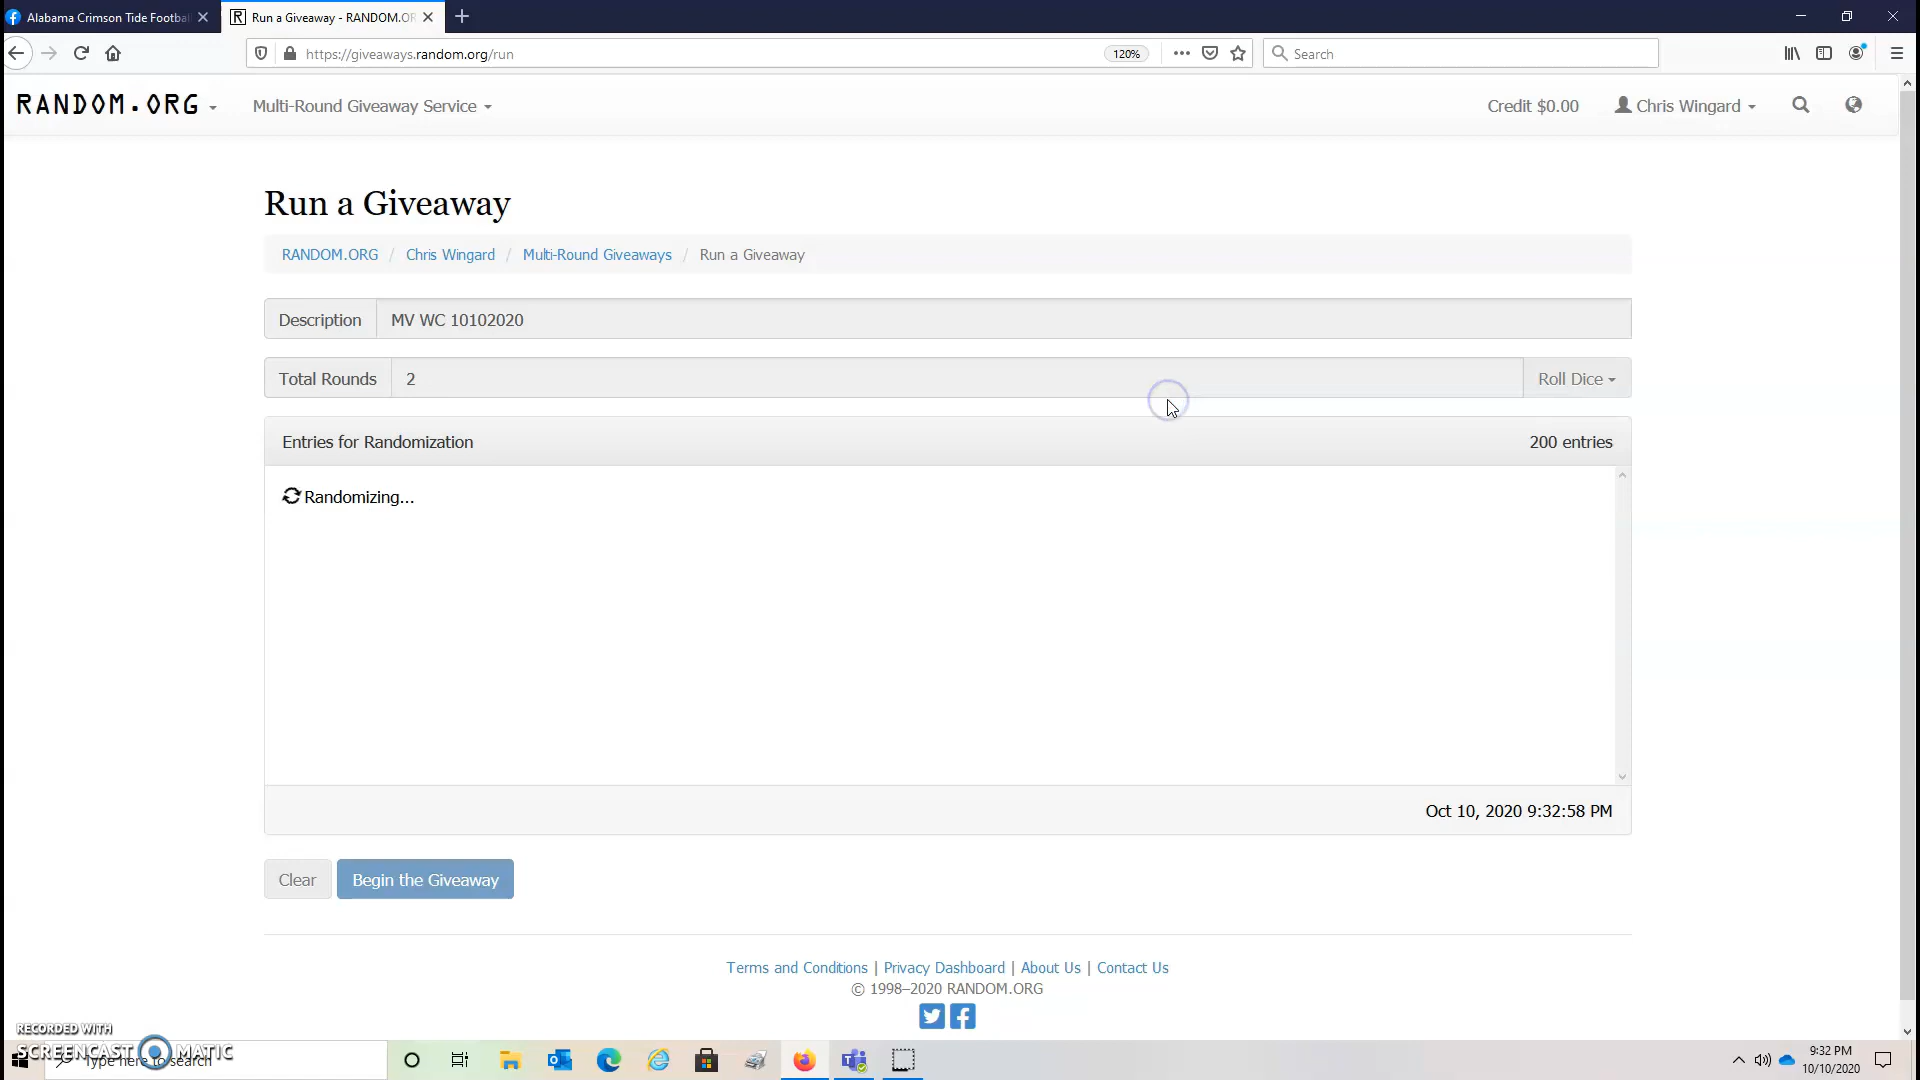 Alabama Crimson Tide Footba
Run a Giveaway - RANDOM.OR
https://giveaways.random.org/run
120%
Search
RANDOM.ORG
Multi-Round Giveaway Service
Credit $0.00
Chris Wingard
Run a Giveaway
RANDOM.ORG / Chris Wingard / Multi-Round Giveaways / Run a Giveaway
Description MV WC 10102020
Total Rounds 2 Roll Dice
Entries for Randomization 200 entries
Randomizing...
Oct 10, 2020 9:32:58 PM
Clear Begin the Giveaway
Terms and Conditions | Privacy Dashboard | About Us | Contact Us
© 1998–2020 RANDOM.ORG
RECORDED WITH
SCREENCAST MATIC
Type here to search
9:32 PM
10/10/2020